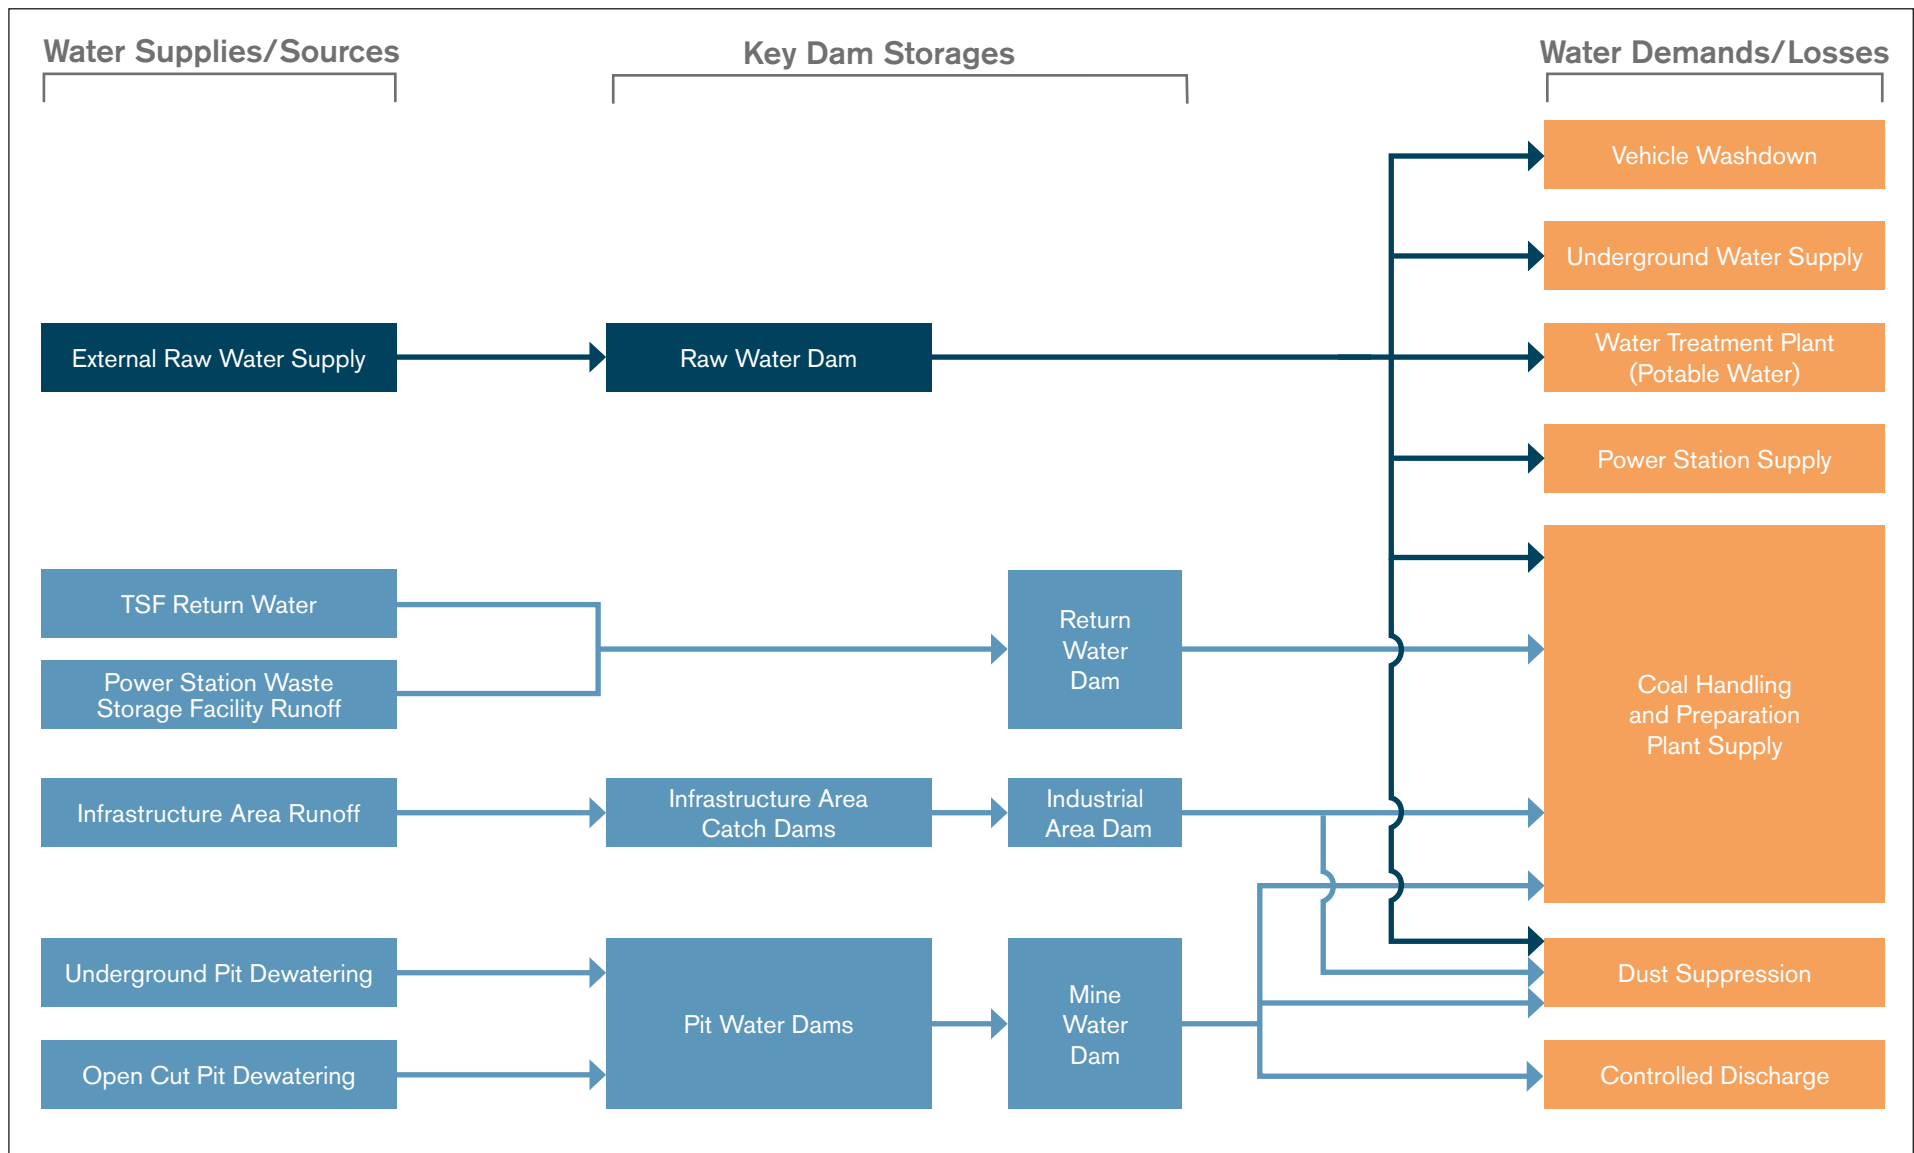 Water Supplies/Sources
Key Dam Storages
Water Demands/Losses
Vehicle Washdown
Underground Water Supply
External Raw Water Supply
Raw Water Dam
Water Treatment Plant
(Potable Water)
Power Station Supply
TSF Return Water
Power Station Waste
Storage Facility Runoff
Return
Water
Dam
Coal Handling
and Preparation
Plant Supply
Infrastructure Area Runoff
Infrastructure Area
Catch Dams
Industrial
Area Dam
Underground Pit Dewatering
Open Cut Pit Dewatering
Pit Water Dams
Mine
Water
Dam
Dust Suppression
Controlled Discharge